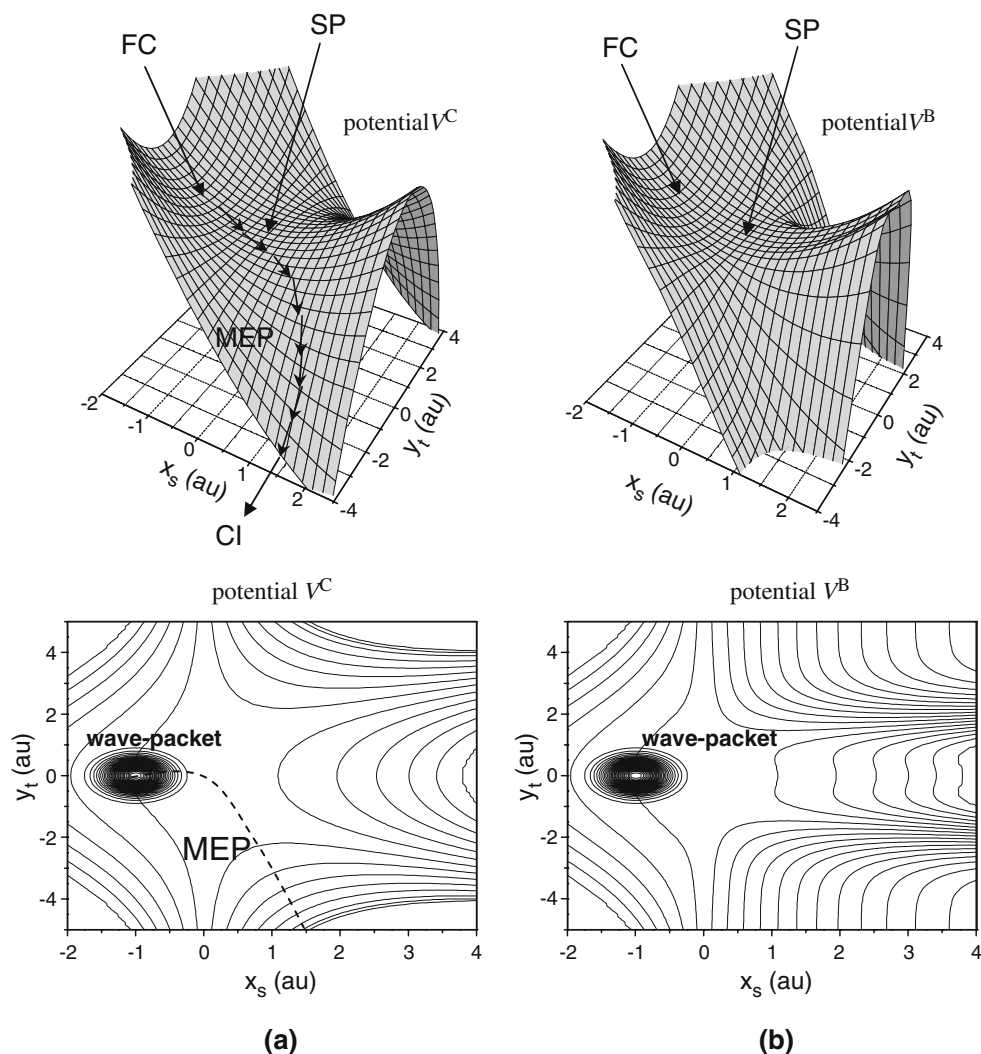 FC
SP
potentialV^C
MEP
-2
-1
0
1
2
x_s (au)
-4
-2
0
2
4
y_t (au)
CI
FC
SP
potentialV^B
-2
-1
0
1
2
x_s (au)
-4
-2
0
2
4
y_t (au)
potential V^C
wave-packet
MEP
4
2
0
-2
-4
y_t (au)
-2
-1
0
1
2
3
4
x_s (au)
(a)
potential V^B
wave-packet
4
2
0
-2
-4
y_t (au)
-2
-1
0
1
2
3
4
x_s (au)
(b)